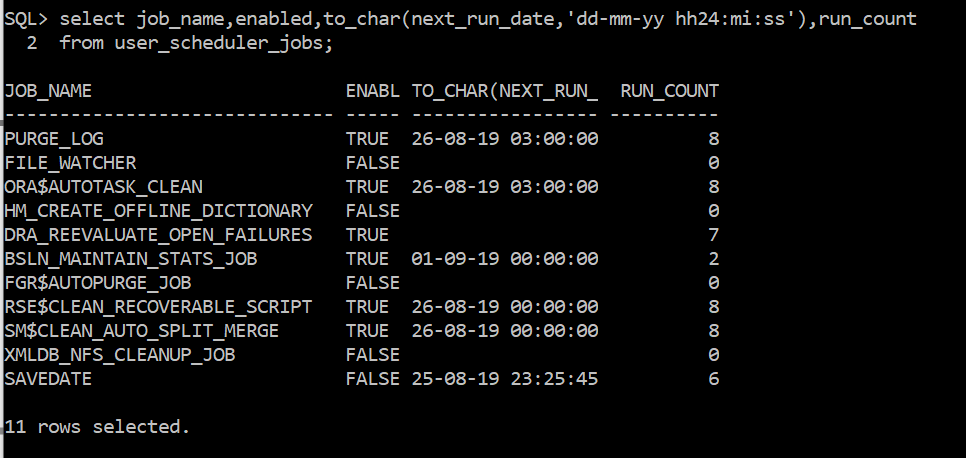 SQL> select job_name,enabled,to_char(next_run_date,'dd-mm-yy hh24:mi:ss'),run_count
  2  from user_scheduler_jobs;

JOB_NAME                       ENABL TO_CHAR(NEXT_RUN_  RUN_COUNT
------------------------------ ----- ----------------- ----------
PURGE_LOG                      TRUE  26-08-19 03:00:00          8
FILE_WATCHER                   FALSE                            0
ORA$AUTOTASK_CLEAN             TRUE  26-08-19 03:00:00          8
HM_CREATE_OFFLINE_DICTIONARY   FALSE                            0
DRA_REEVALUATE_OPEN_FAILURES   TRUE                             7
BSLN_MAINTAIN_STATS_JOB        TRUE  01-09-19 00:00:00          2
FGR$AUTOPURGE_JOB              FALSE                            0
RSE$CLEAN_RECOVERABLE_SCRIPT   TRUE  26-08-19 00:00:00          8
SM$CLEAN_AUTO_SPLIT_MERGE      TRUE  26-08-19 00:00:00          8
XMLDB_NFS_CLEANUP_JOB          FALSE                            0
SAVEDATE                       FALSE 25-08-19 23:25:45          6

11 rows selected.